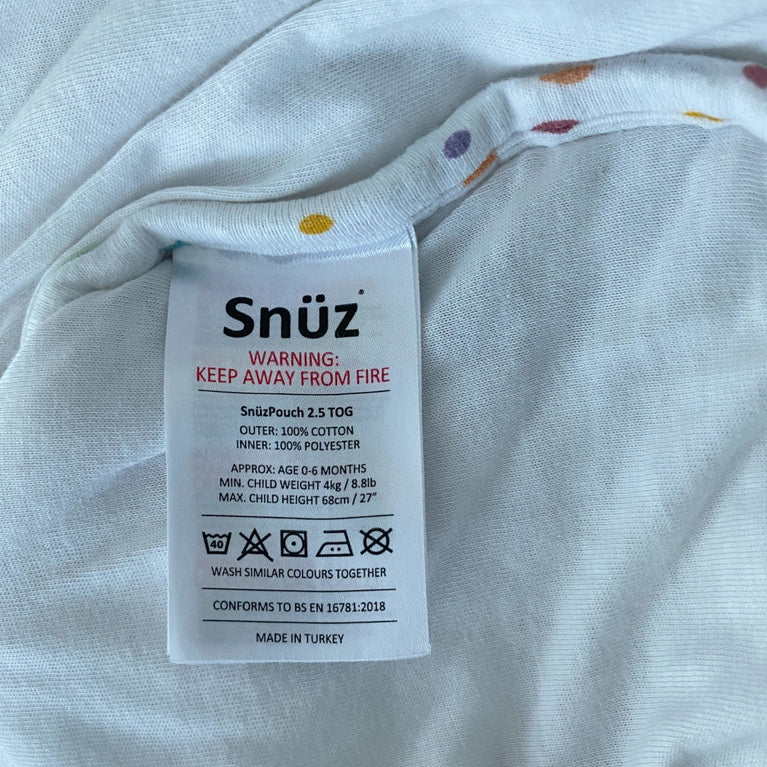 Snüz®
WARNING:
KEEP AWAY FROM FIRE
SnüzPouch 2.5 TOG
OUTER: 100% COTTON
INNER: 100% POLYESTER
APPROX: AGE 0-6 MONTHS
MIN. CHILD WEIGHT 4kg / 8.8lb
MAX. CHILD HEIGHT 68cm / 27”
40
WASH SIMILAR COLOURS TOGETHER
CONFORMS TO BS EN 16781:2018
MADE IN TURKEY